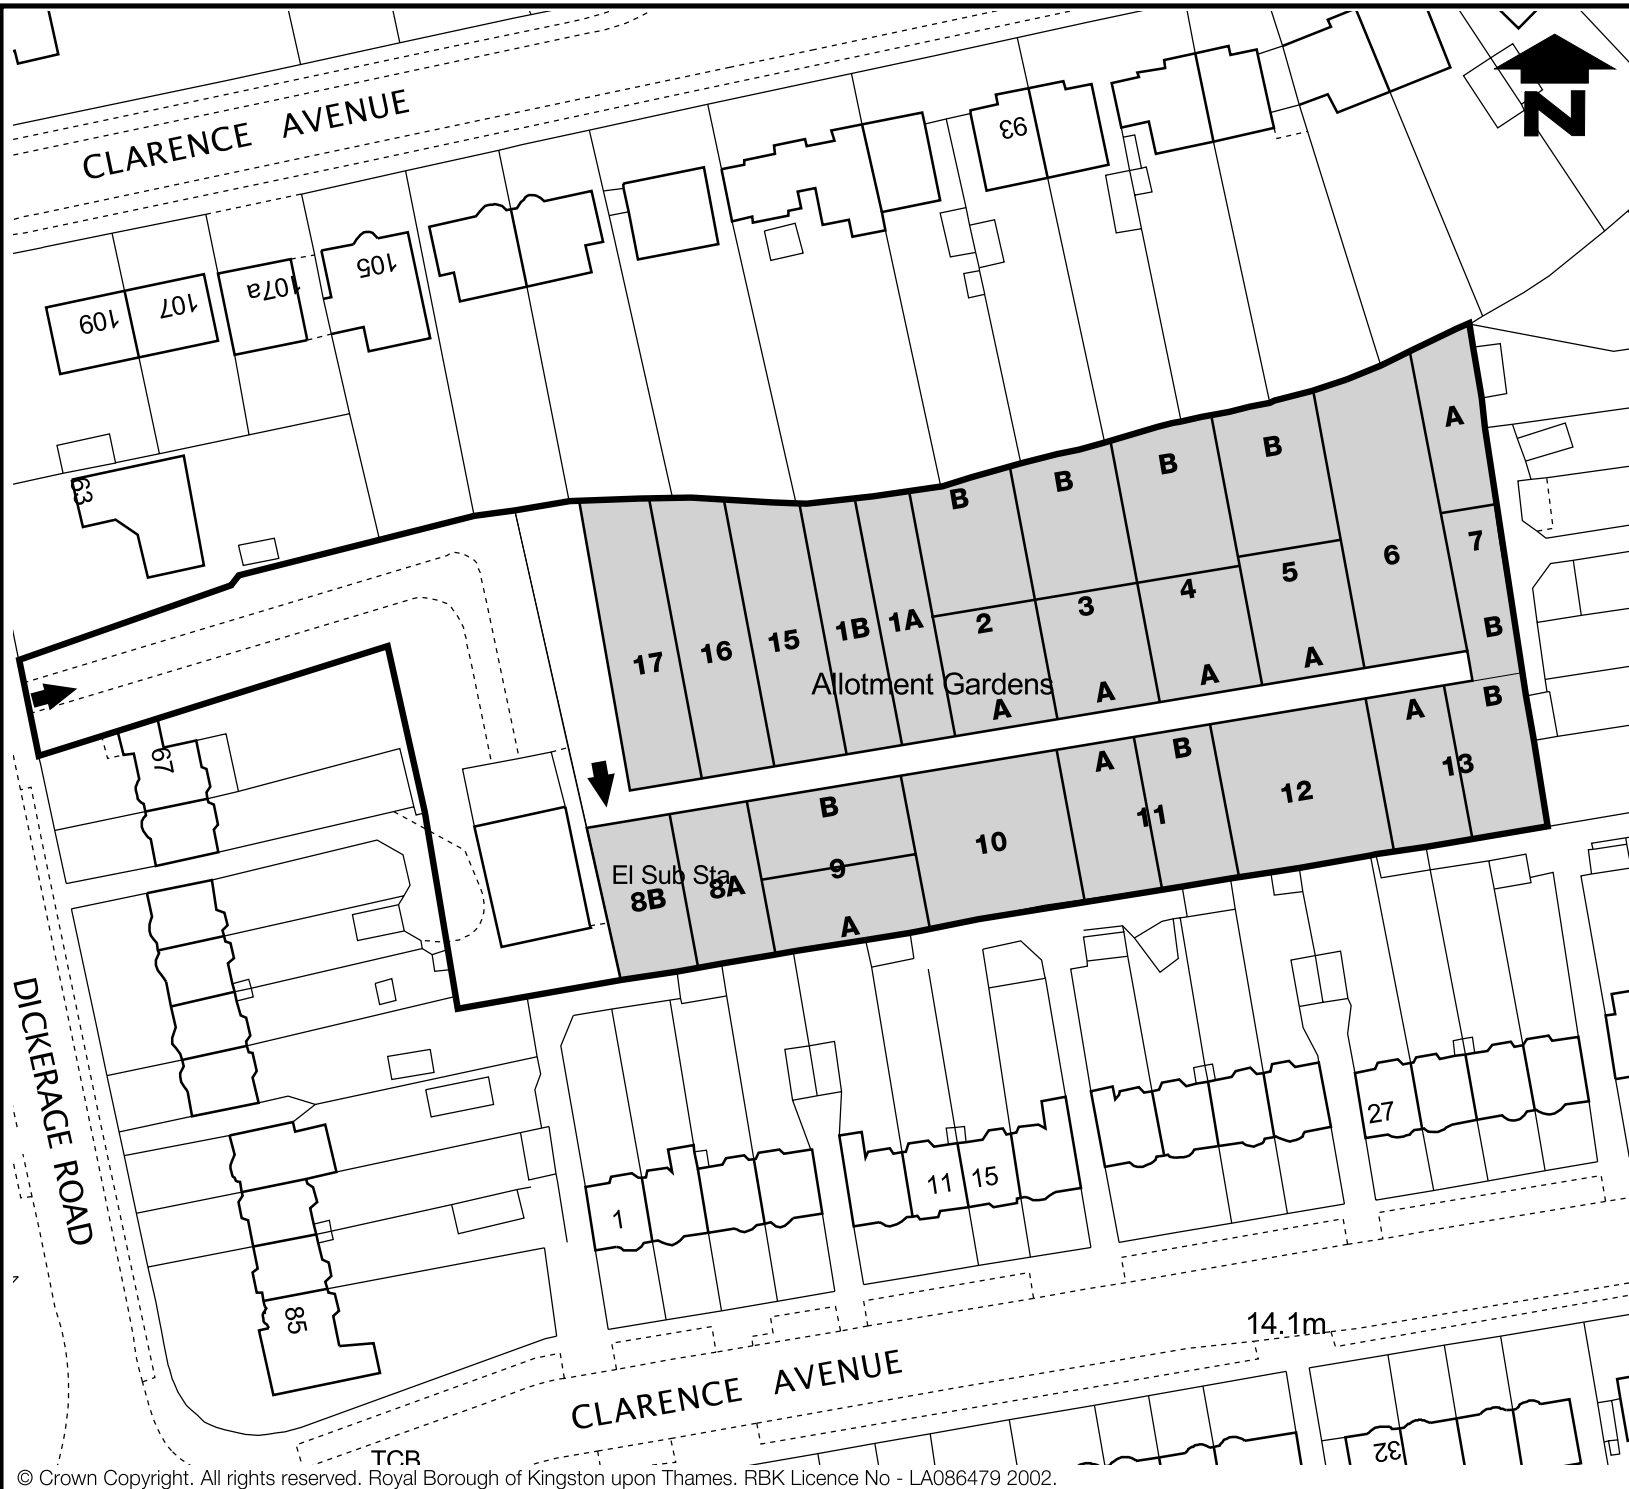 CLARENCE AVENUE
N
93
105
107a
107
109
63
A
B
B
B
B
7
6
5
4
3
2
1A
1B
15
16
17
B
A
A
A
A
Allotment Gardens
67
A
B
13
12
A
B
11
10
B
9
A
El Sub Sta
8B
8A
DICKERAGE ROAD
27
11
15
1
85
14.1m
CLARENCE AVENUE
32
TCB
© Crown Copyright. All rights reserved. Royal Borough of Kingston upon Thames. RBK Licence No - LA086479 2002.